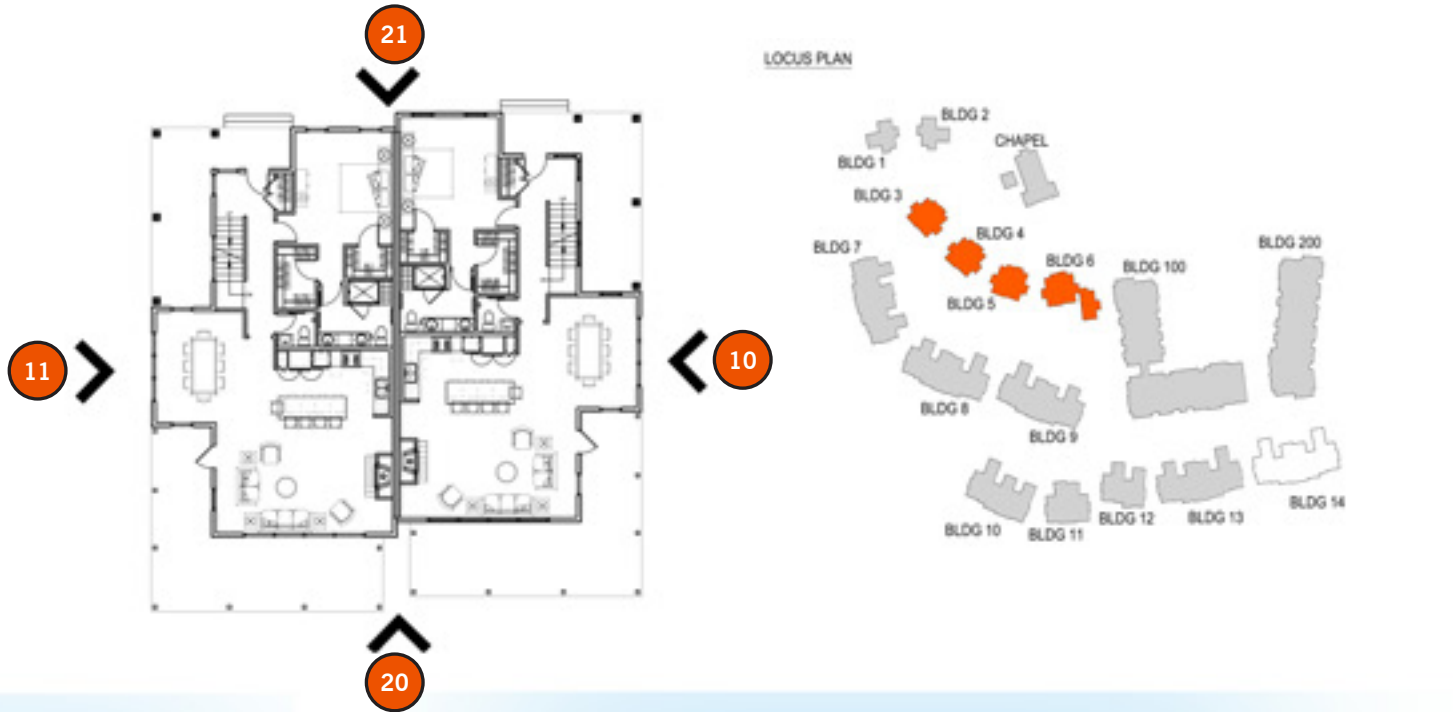 21
11
10
20
LOCUS PLAN
BLDG 2
BLDG 1
CHAPEL
BLDG 3
BLDG 4
BLDG 7
BLDG 6
BLDG 200
BLDG 100
BLDG 5
BLDG 8
BLDG 9
BLDG 14
BLDG 12
BLDG 13
BLDG 10
BLDG 11